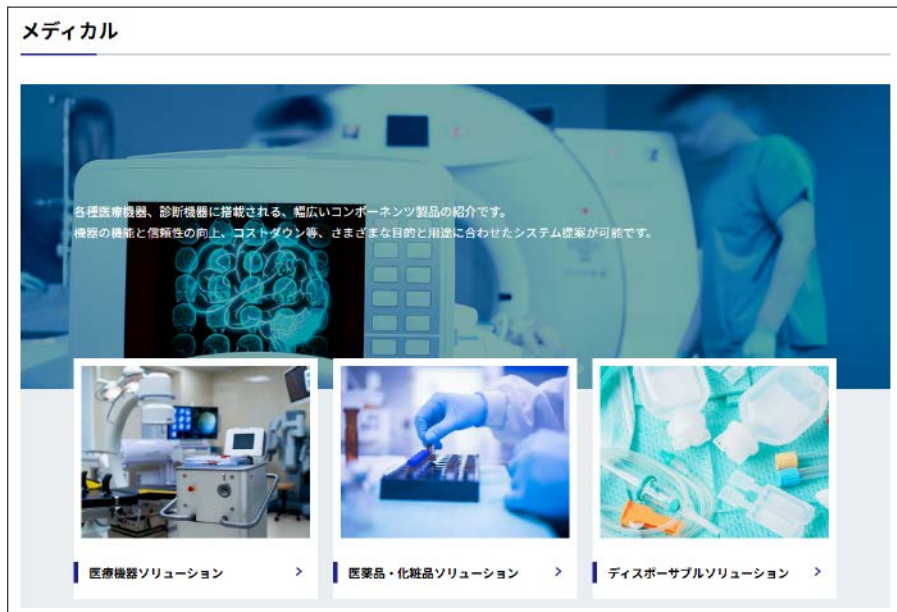 メディカル
各種医療機器、診断機器に搭載される、幅広いコンポーネンツ製品の紹介です。
機器の機能と信頼性の向上、コストダウン等、さまざまな目的と用途に合わせたシステム提案が可能です。
医療機器ソリューション
医薬品・化粧品ソリューション
ディスポーサブルソリューション